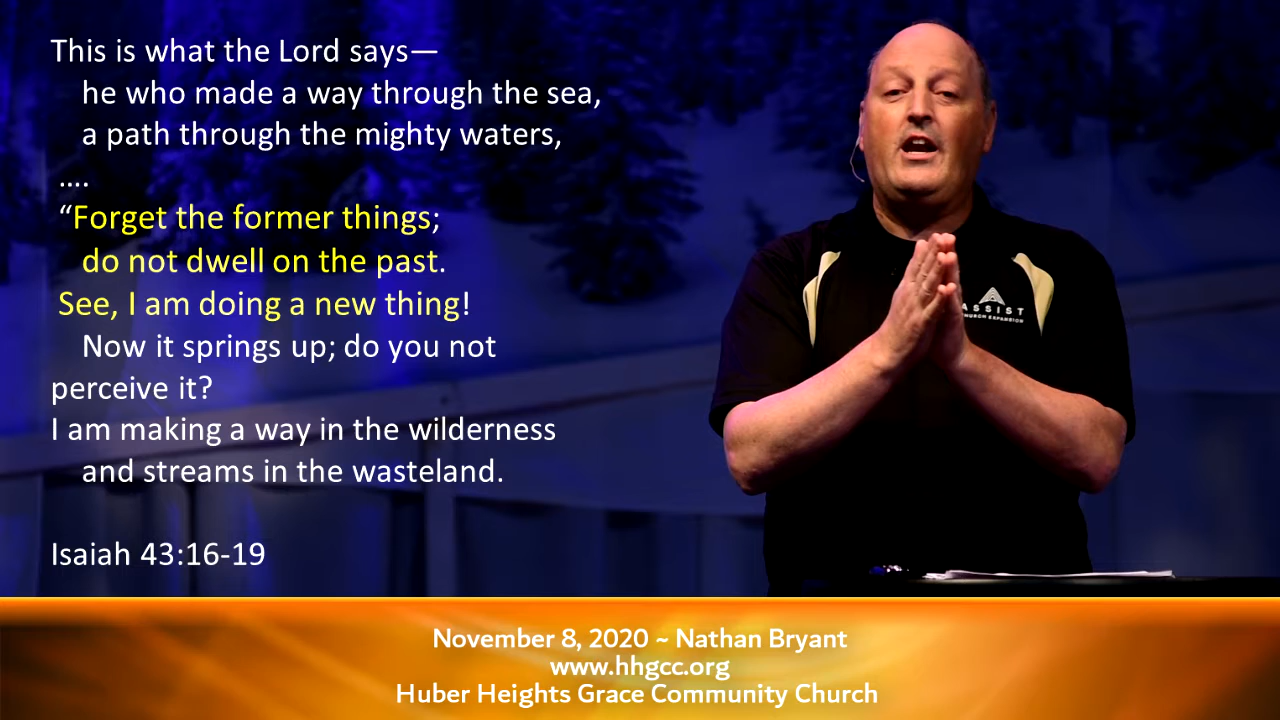 This is what the Lord says—
he who made a way through the sea,
a path through the mighty waters,
….
“Forget the former things;
do not dwell on the past.
See, I am doing a new thing!
Now it springs up; do you not
perceive it?
I am making a way in the wilderness
and streams in the wasteland.
Isaiah 43:16-19
ASSIST
CHURCH EXPANSION
November 8, 2020 ~ Nathan Bryant
www.hhgcc.org
Huber Heights Grace Community Church